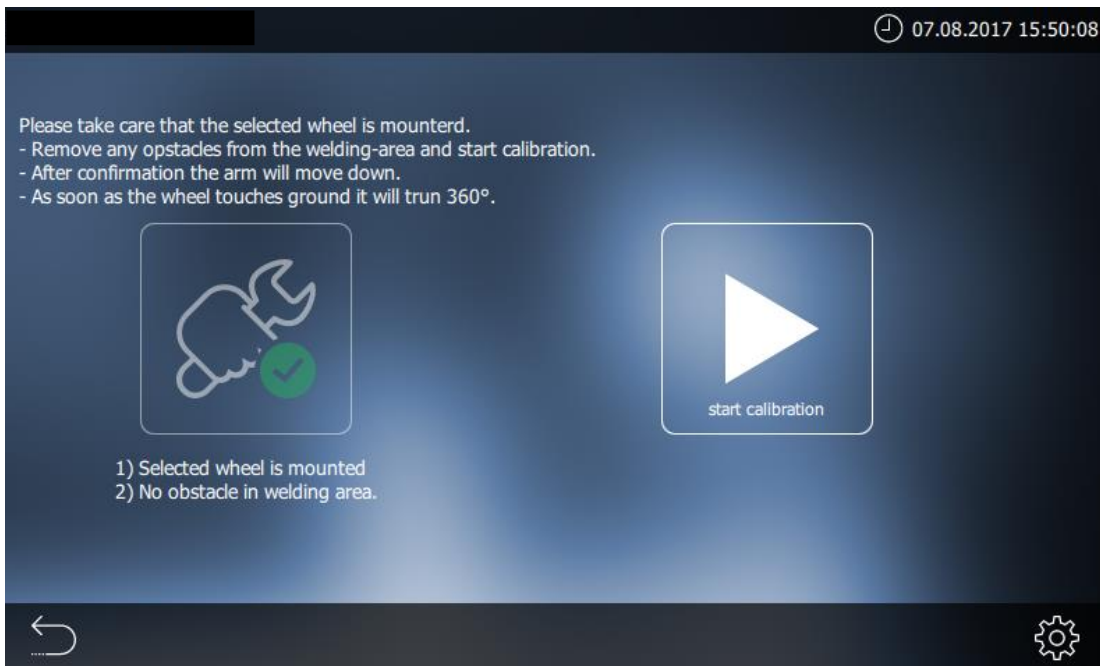 07.08.2017 15:50:08
Please take care that the selected wheel is mounterd.
- Remove any opstacles from the welding-area and start calibration.
- After confirmation the arm will move down.
- As soon as the wheel touches ground it will trun 360°.
start calibration
1) Selected wheel is mounted
2) No obstacle in welding area.